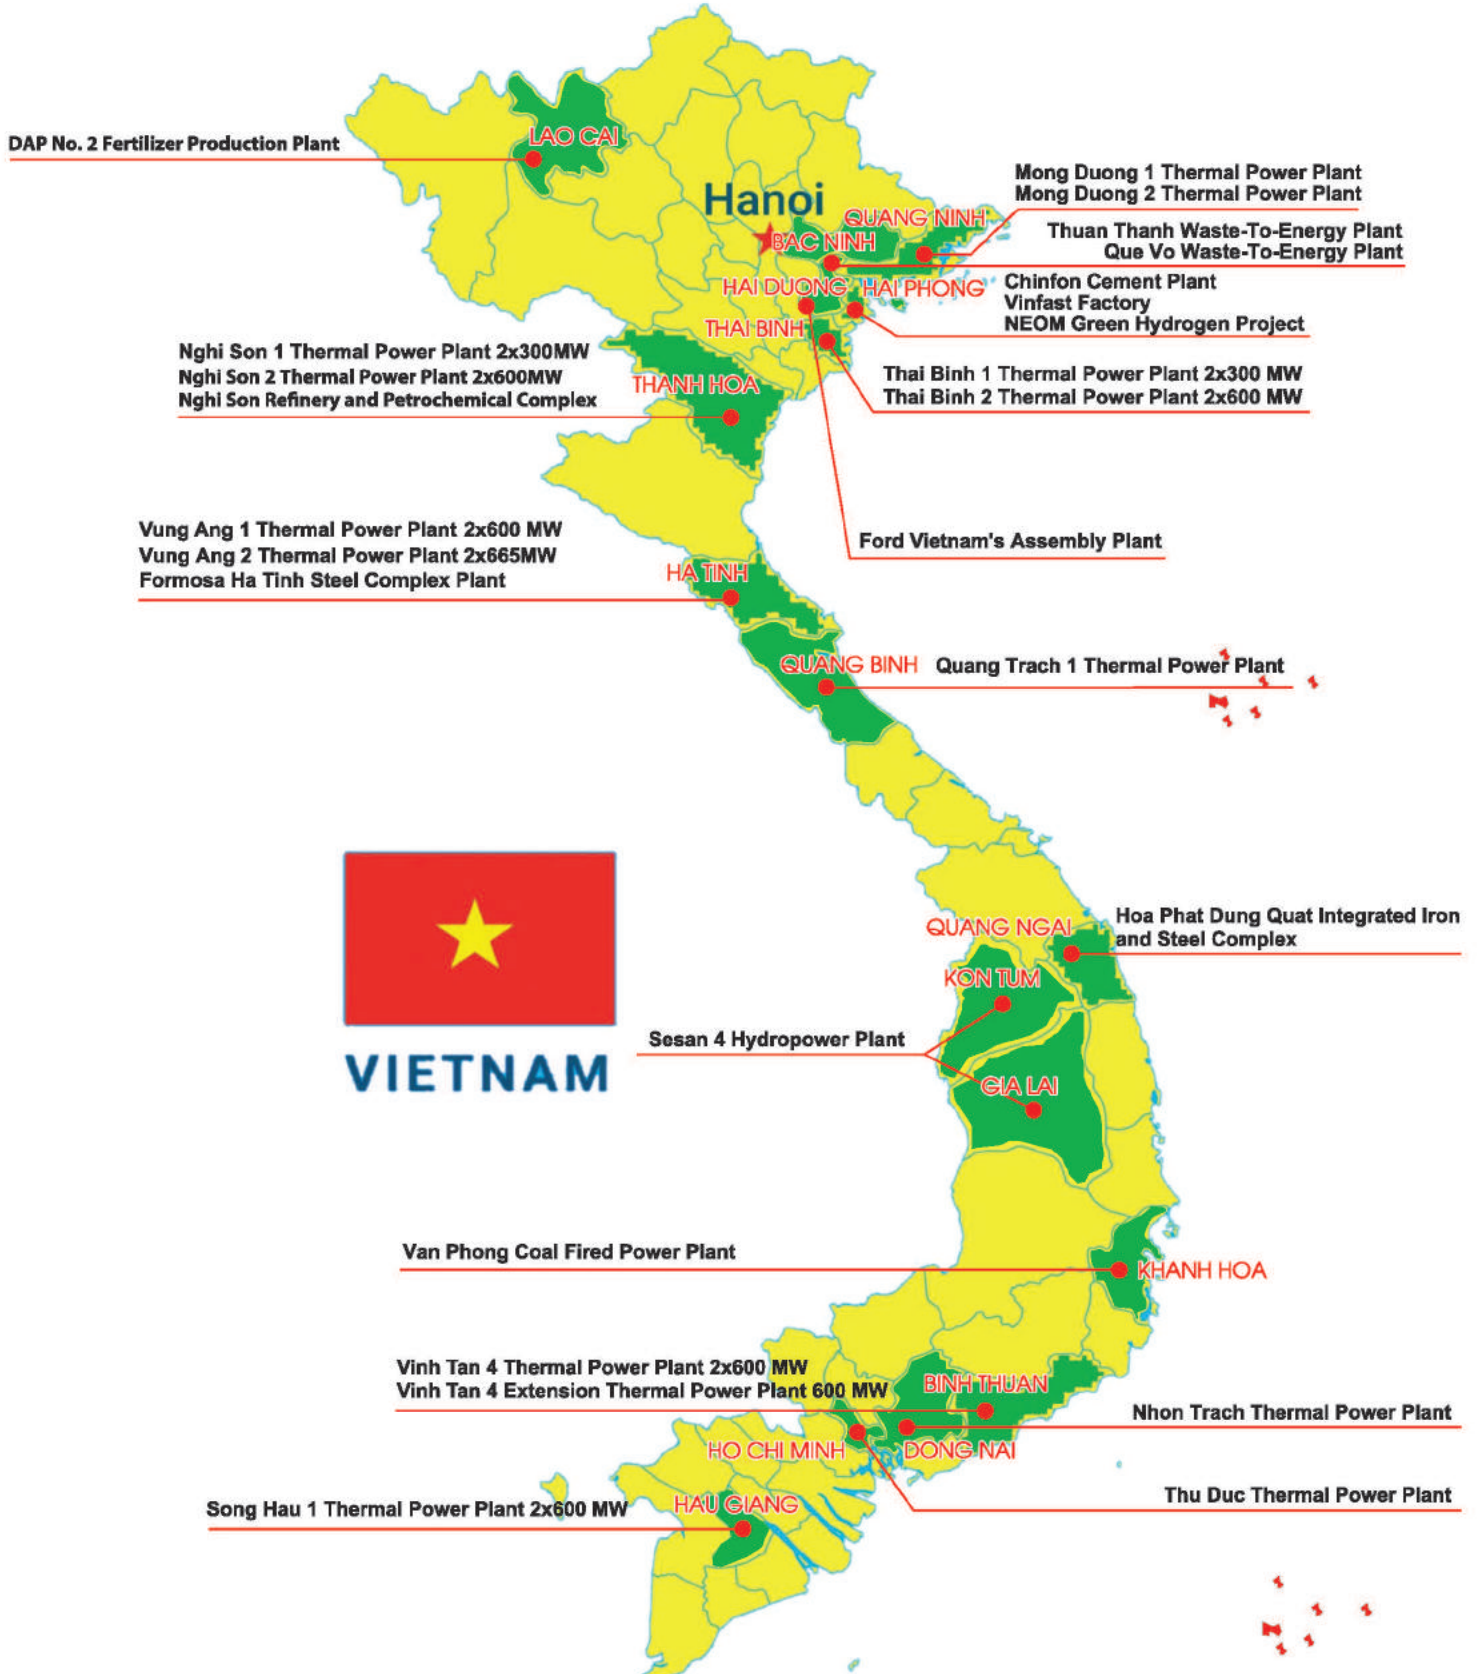 LAO CAI
DAP No. 2 Fertilizer Production Plant
Mong Duong 1 Thermal Power Plant
Mong Duong 2 Thermal Power Plant
Hanoi
QUANG NINH
Thuan Thanh Waste-To-Energy Plant
Que Vo Waste-To-Energy Plant
BAC NINH
HAI DUONG
HAI PHONG
Chinfon Cement Plant
Vinfast Factory
NEOM Green Hydrogen Project
THAI BINH
Nghi Son 1 Thermal Power Plant 2x300MW
Nghi Son 2 Thermal Power Plant 2x600MW
Nghi Son Refinery and Petrochemical Complex
THANH HOA
Thai Binh 1 Thermal Power Plant 2x300 MW
Thai Binh 2 Thermal Power Plant 2x600 MW
Vung Ang 1 Thermal Power Plant 2x600 MW
Vung Ang 2 Thermal Power Plant 2x665MW
Formosa Ha Tinh Steel Complex Plant
Ford Vietnam's Assembly Plant
HA TINH
QUANG BINH
Quang Trach 1 Thermal Power Plant
QUANG NGAI
Hoa Phat Dung Quat Integrated Iron
and Steel Complex
KON TUM
Sesan 4 Hydropower Plant
VIETNAM
GIA LAI
Van Phong Coal Fired Power Plant
KHANH HOA
Vinh Tan 4 Thermal Power Plant 2x600 MW
Vinh Tan 4 Extension Thermal Power Plant 600 MW
BINH THUAN
Nhon Trach Thermal Power Plant
HO CHI MINH
DONG NAI
Thu Duc Thermal Power Plant
Song Hau 1 Thermal Power Plant 2x600 MW
HAU GIANG